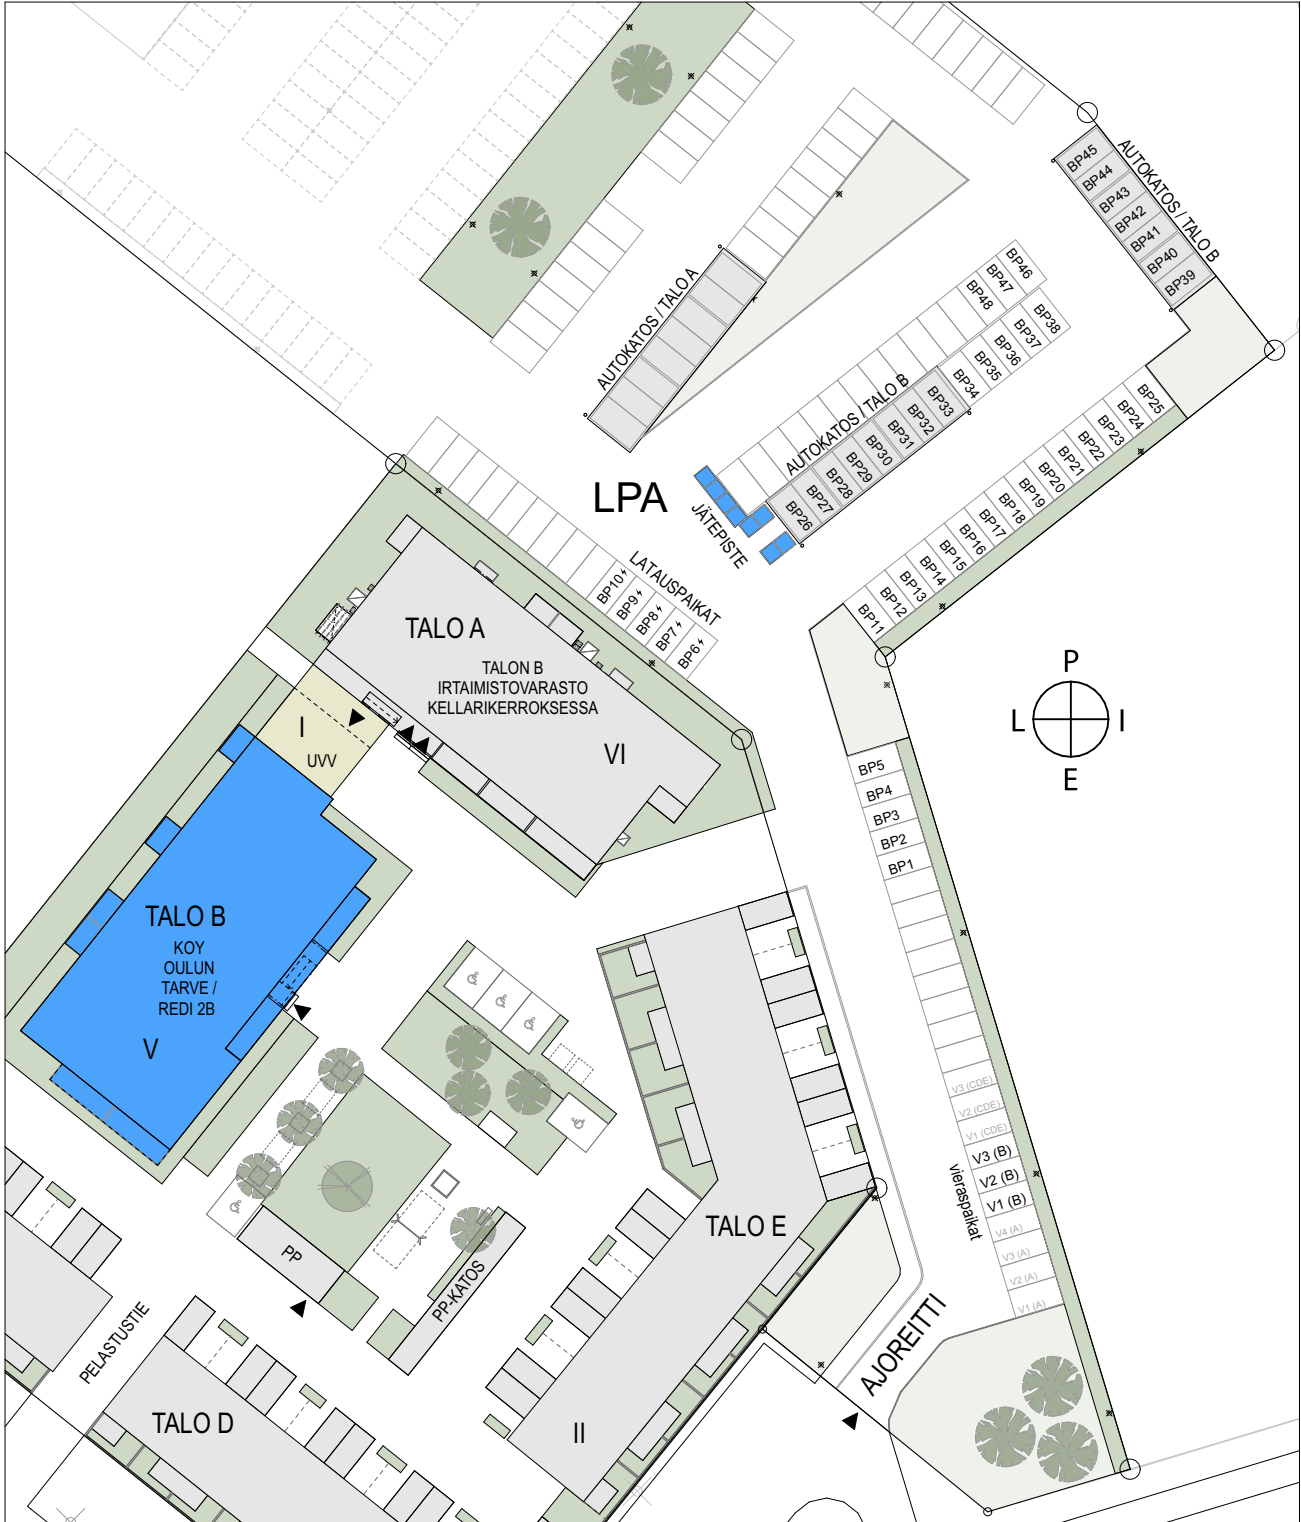 BP45
BP44
BP43
BP42
BP41
BP40
BP39
AUTOKATOS / TALO B
AUTOKATOS / TALO A
BP46
BP47
BP48
BP38
BP37
BP36
BP35
BP34
BP33
BP32
BP31
BP30
BP29
BP28
BP27
BP26
AUTOKATOS / TALO B
BP25
BP24
BP23
BP22
BP21
BP20
BP19
BP18
BP17
BP16
BP15
BP14
BP13
BP12
BP11
LPA
JÄTEPISTE
LATAUSPAIKAT
BP10
BP9
BP8
BP7
BP6
TALO A
TALON B
IRTAIMISTOVARASTO
KELLARIKERROKSESSA
VI
I
UVV
P
L
I
E
BP5
BP4
BP3
BP2
BP1
TALO B
KOY
OULUN
TARVE /
REDI 2B
V
V3 (CDE)
V2 (CDE)
V1 (CDE)
V3 (B)
V2 (B)
V1 (B)
V4 (A)
V3 (A)
V2 (A)
V1 (A)
vieraspaikat
TALO E
II
PP
PP-KATOS
PELASTUSTIE
TALO D
AJOREITTI